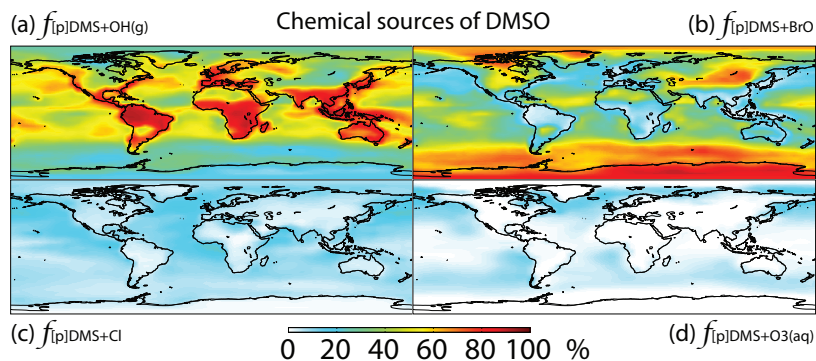 (a) f[p]DMS+OH(g) Chemical sources of DMSO (b) f[p]DMS+BrO
(c) f[p]DMS+Cl 0 20 40 60 80 100 % (d) f[p]DMS+O3(aq)